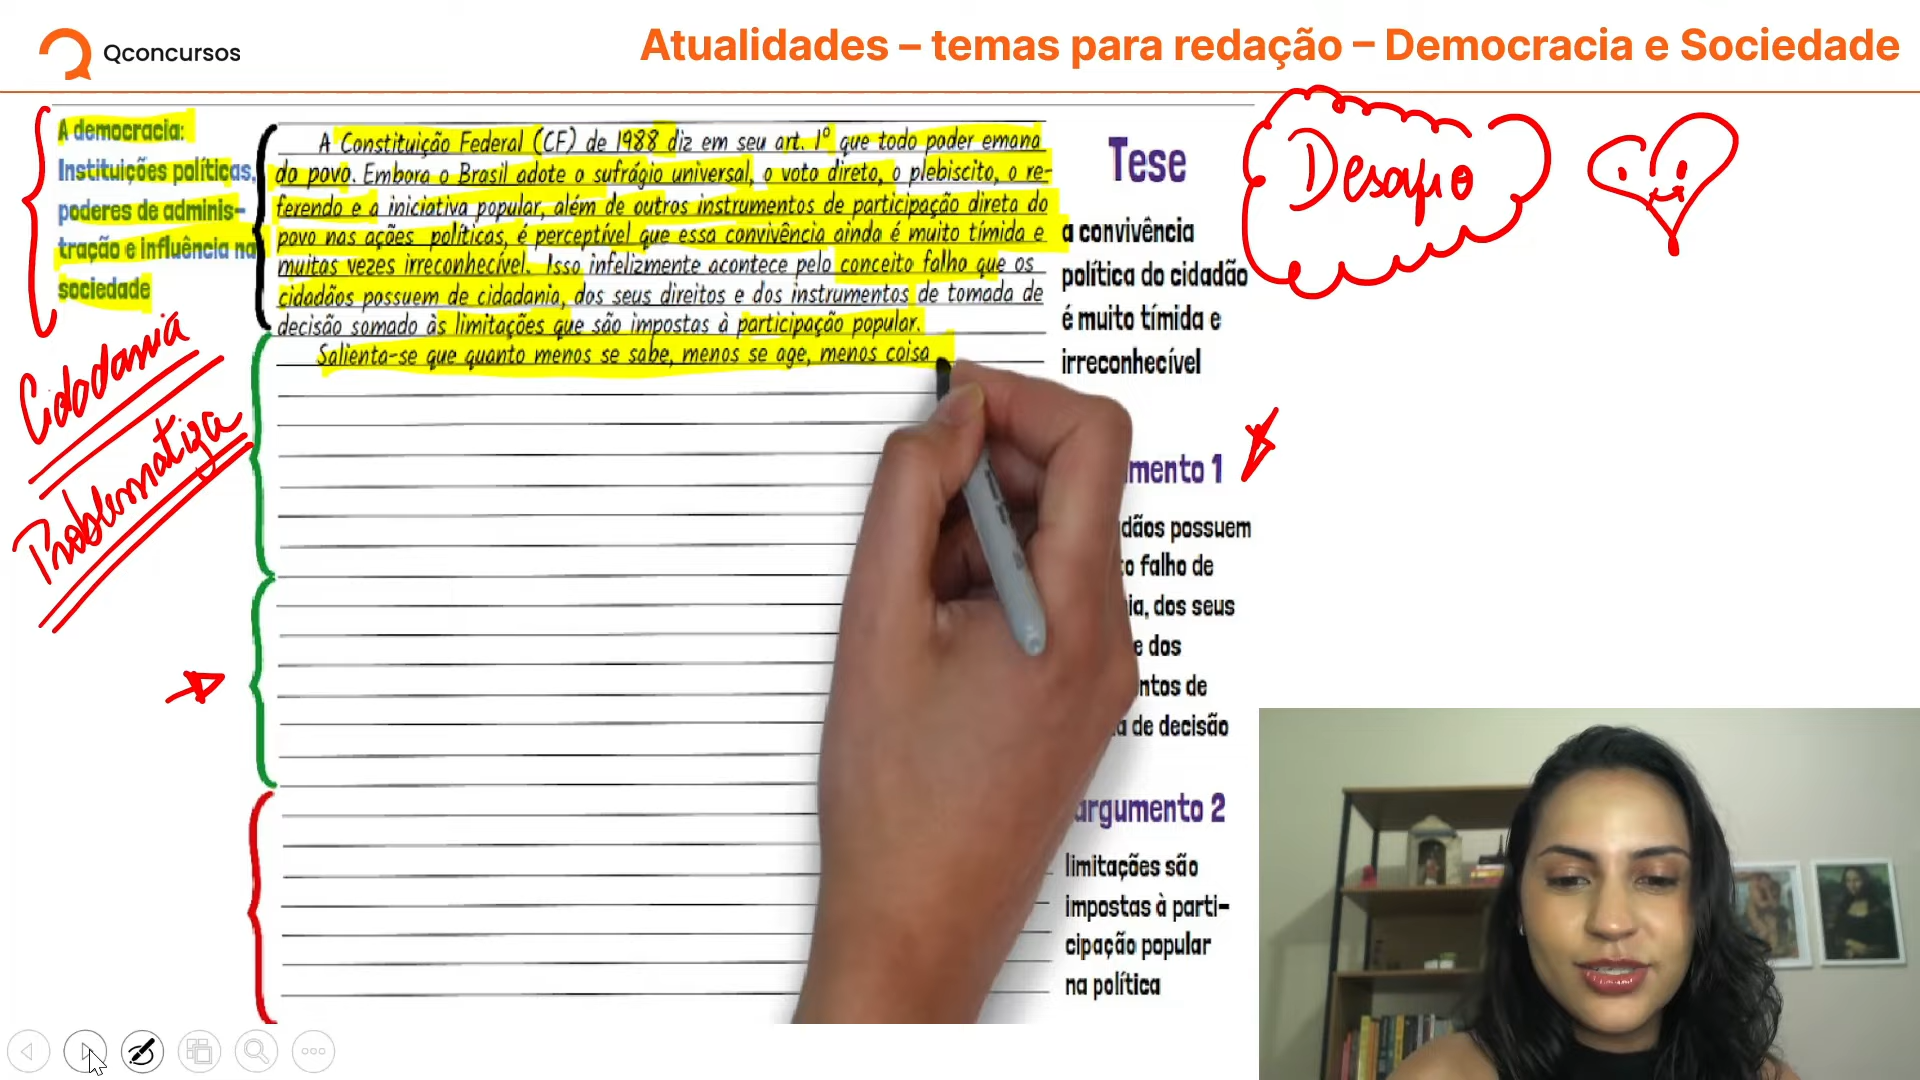 Qconcursos
Atualidades – temas para redação – Democracia e Sociedade
A democracia:
Instituições políticas,
poderes de adminis-
tração e influência na
sociedade
Cidadania
Problematiza
A Constituição Federal (CF) de 1988 diz em seu art. 1º que todo poder emana
do povo. Embora o Brasil adote o sufrágio universal, o voto direto, o plebiscito, o re-
ferendo e a iniciativa popular, além de outros instrumentos de participação direta do
povo nas ações políticas, é perceptível que essa convivência ainda é muito tímida e
muitas vezes irreconhecível. Isso infelizmente acontece pelo conceito falho que os
cidadãos possuem de cidadania, dos seus direitos e dos instrumentos de tomada de
decisão somado às limitações que são impostas à participação popular.
Salienta-se que quanto menos se sabe, menos se age, menos coisa
Tese
a convivência
política do cidadão
é muito tímida e
irreconhecível
mento 1
dãos possuem
o falho de
ia, dos seus
e dos
ntos de
a de decisão
argumento 2
limitações são
impostas à parti-
cipação popular
na política
Desafio